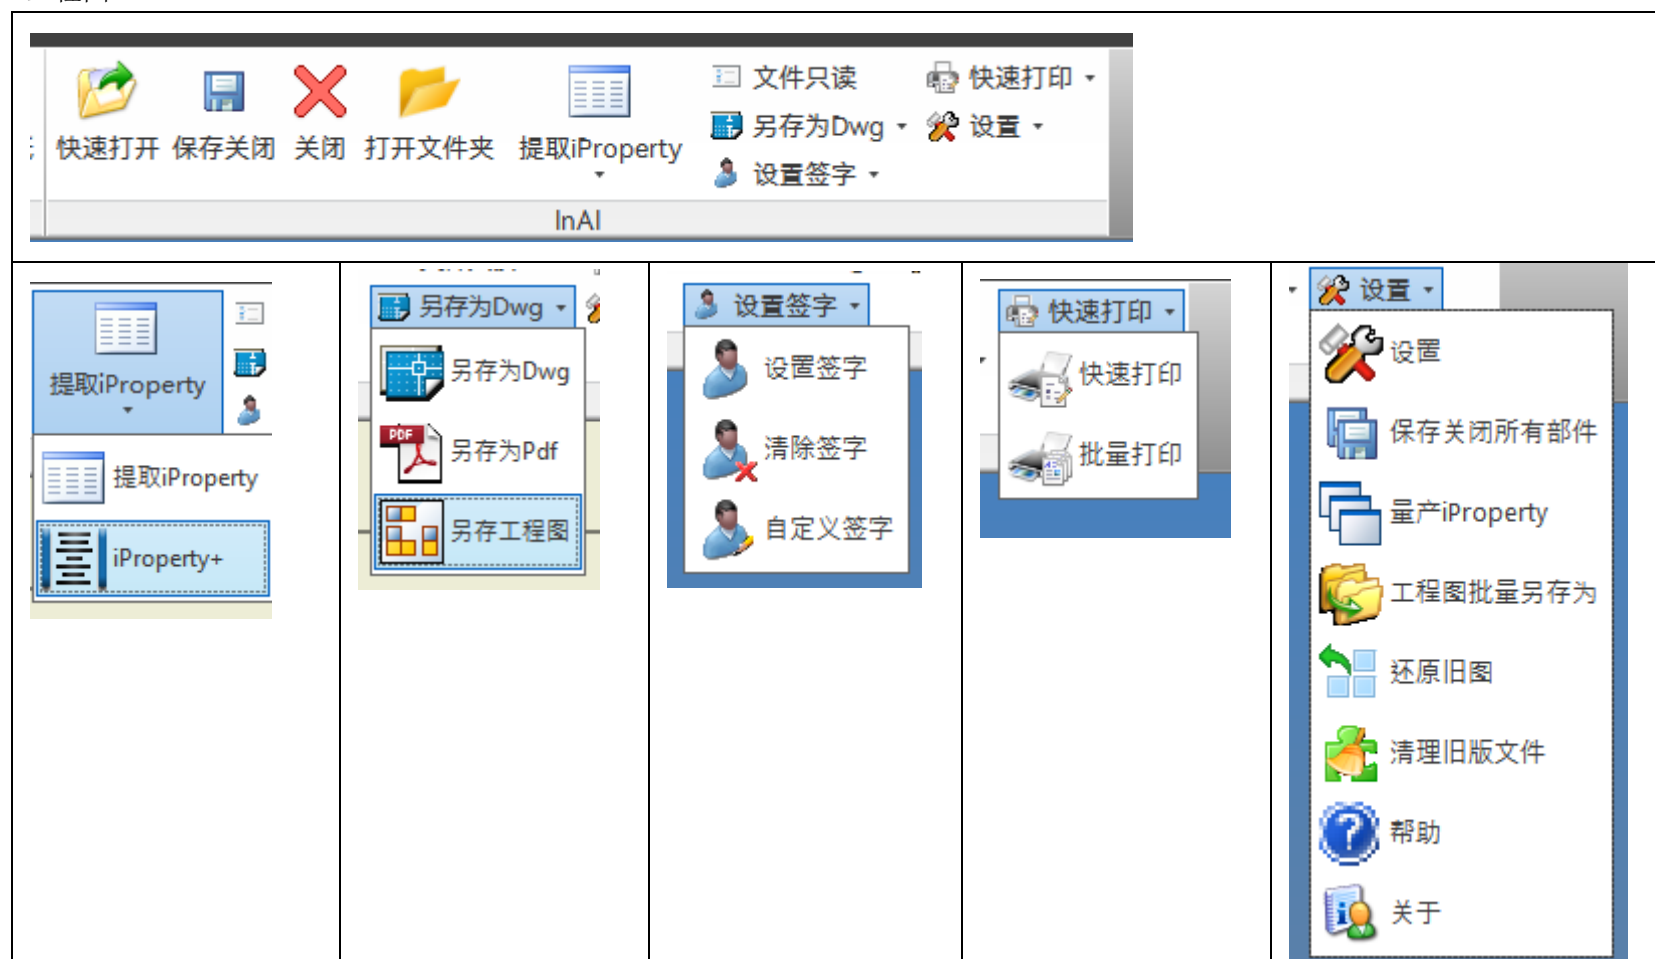 快速打开 保存关闭 关闭 打开文件夹 提取iProperty
文件只读 快速打印
另存为Dwg 设置
设置签字
InAI
提取iProperty
提取iProperty
iProperty+
另存为Dwg
另存为Dwg
PDF 另存为Pdf
另存工程图
设置签字
设置签字
清除签字
自定义签字
快速打印
快速打印
批量打印
设置
设置
保存关闭所有部件
量产iProperty
工程图批量另存为
还原旧图
清理旧版文件
帮助
关于